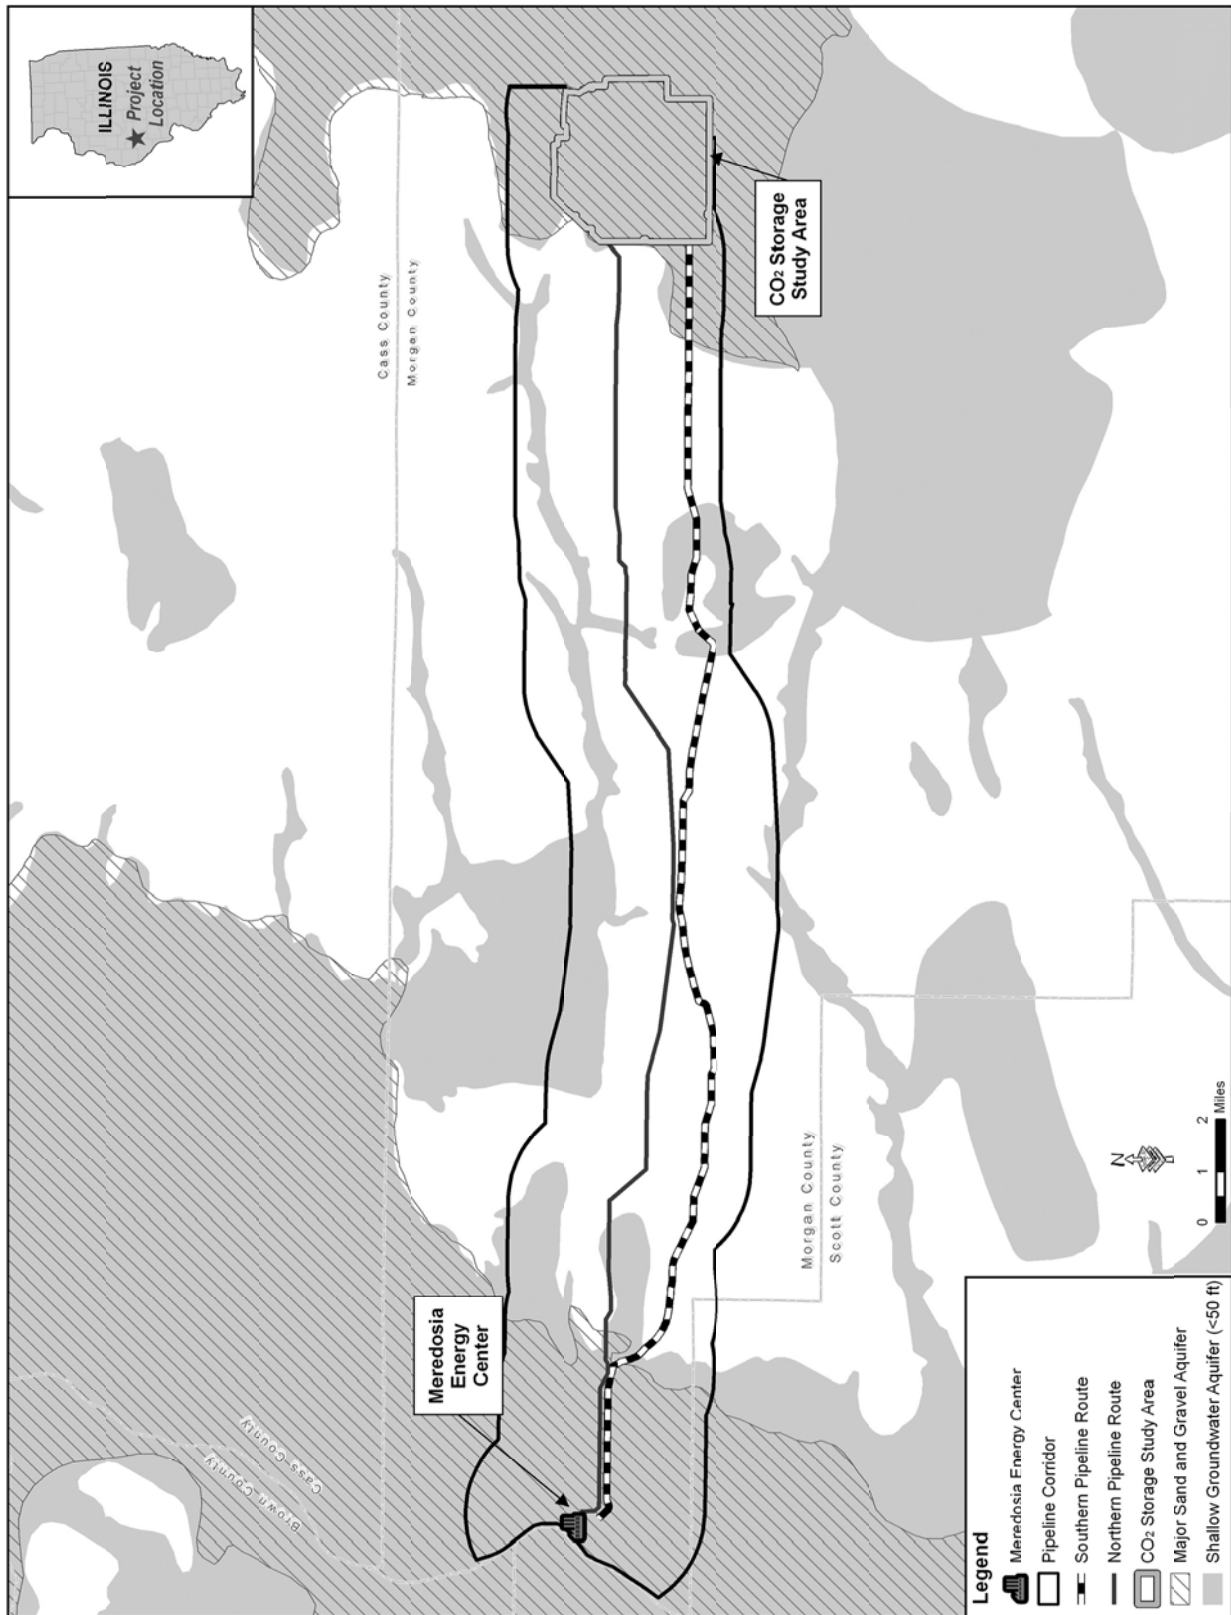 ILLINOIS
Project
Location
Cass County
Morgan County
CO2 Storage
Study Area
Brown County
Cass County
Meredosia
Energy
Center
Morgan County
Scott County
N
0 1 2
Miles
Legend
Meredosia Energy Center
Pipeline Corridor
Southern Pipeline Route
Northern Pipeline Route
CO2 Storage Study Area
Major Sand and Gravel Aquifer
Shallow Groundwater Aquifer (<50 ft)